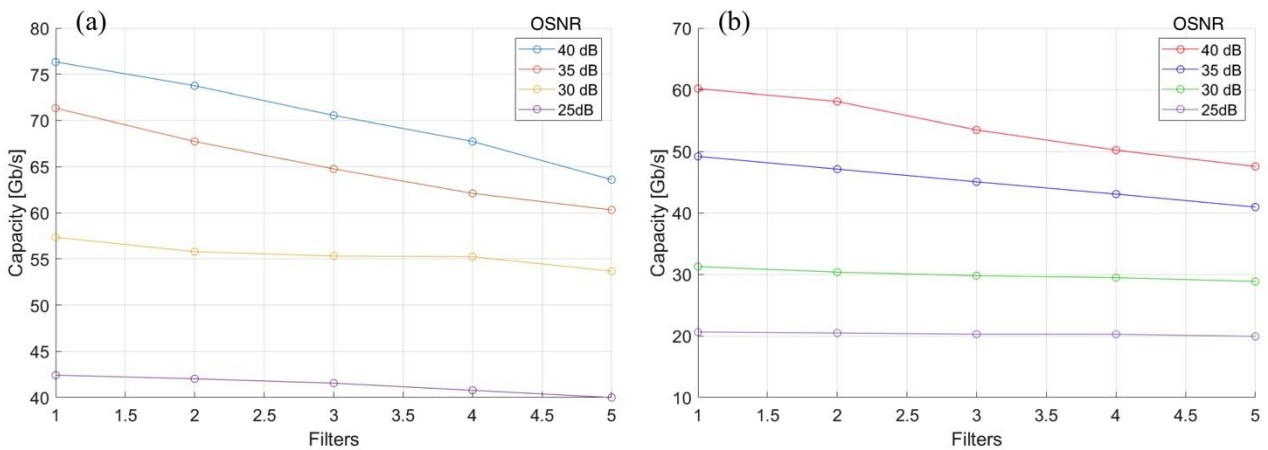 (a)
OSNR
40 dB
35 dB
30 dB
25dB
80
75
70
65
60
55
50
45
40
Capacity [Gb/s]
1 1.5 2 2.5 3 3.5 4 4.5 5
Filters
(b)
OSNR
40 dB
35 dB
30 dB
25dB
70
60
50
40
30
20
10
Capacity [Gb/s]
1 1.5 2 2.5 3 3.5 4 4.5 5
Filters